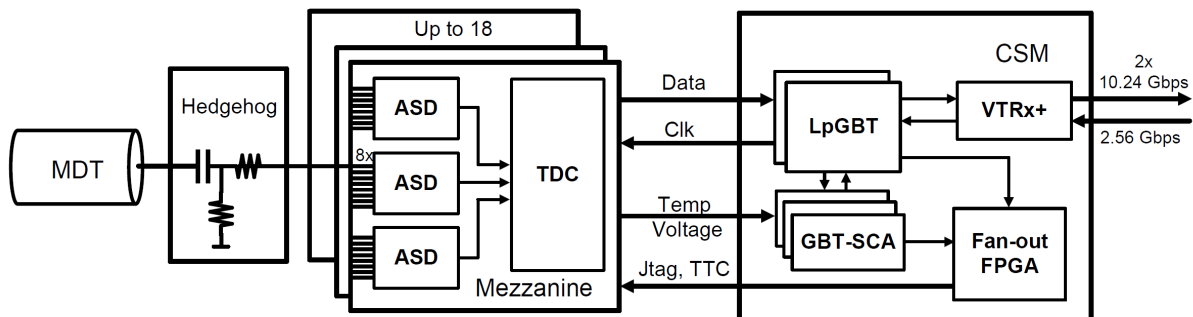 Up to 18
CSM
2x
10.24 Gbps
Hedgehog
ASD
Data
LpGBT
VTRx+
Clk
2.56 Gbps
MDT
8x
ASD
TDC
Temp
Voltage
GBT-SCA
Fan-out
FPGA
ASD
Jtag, TTC
Mezzanine